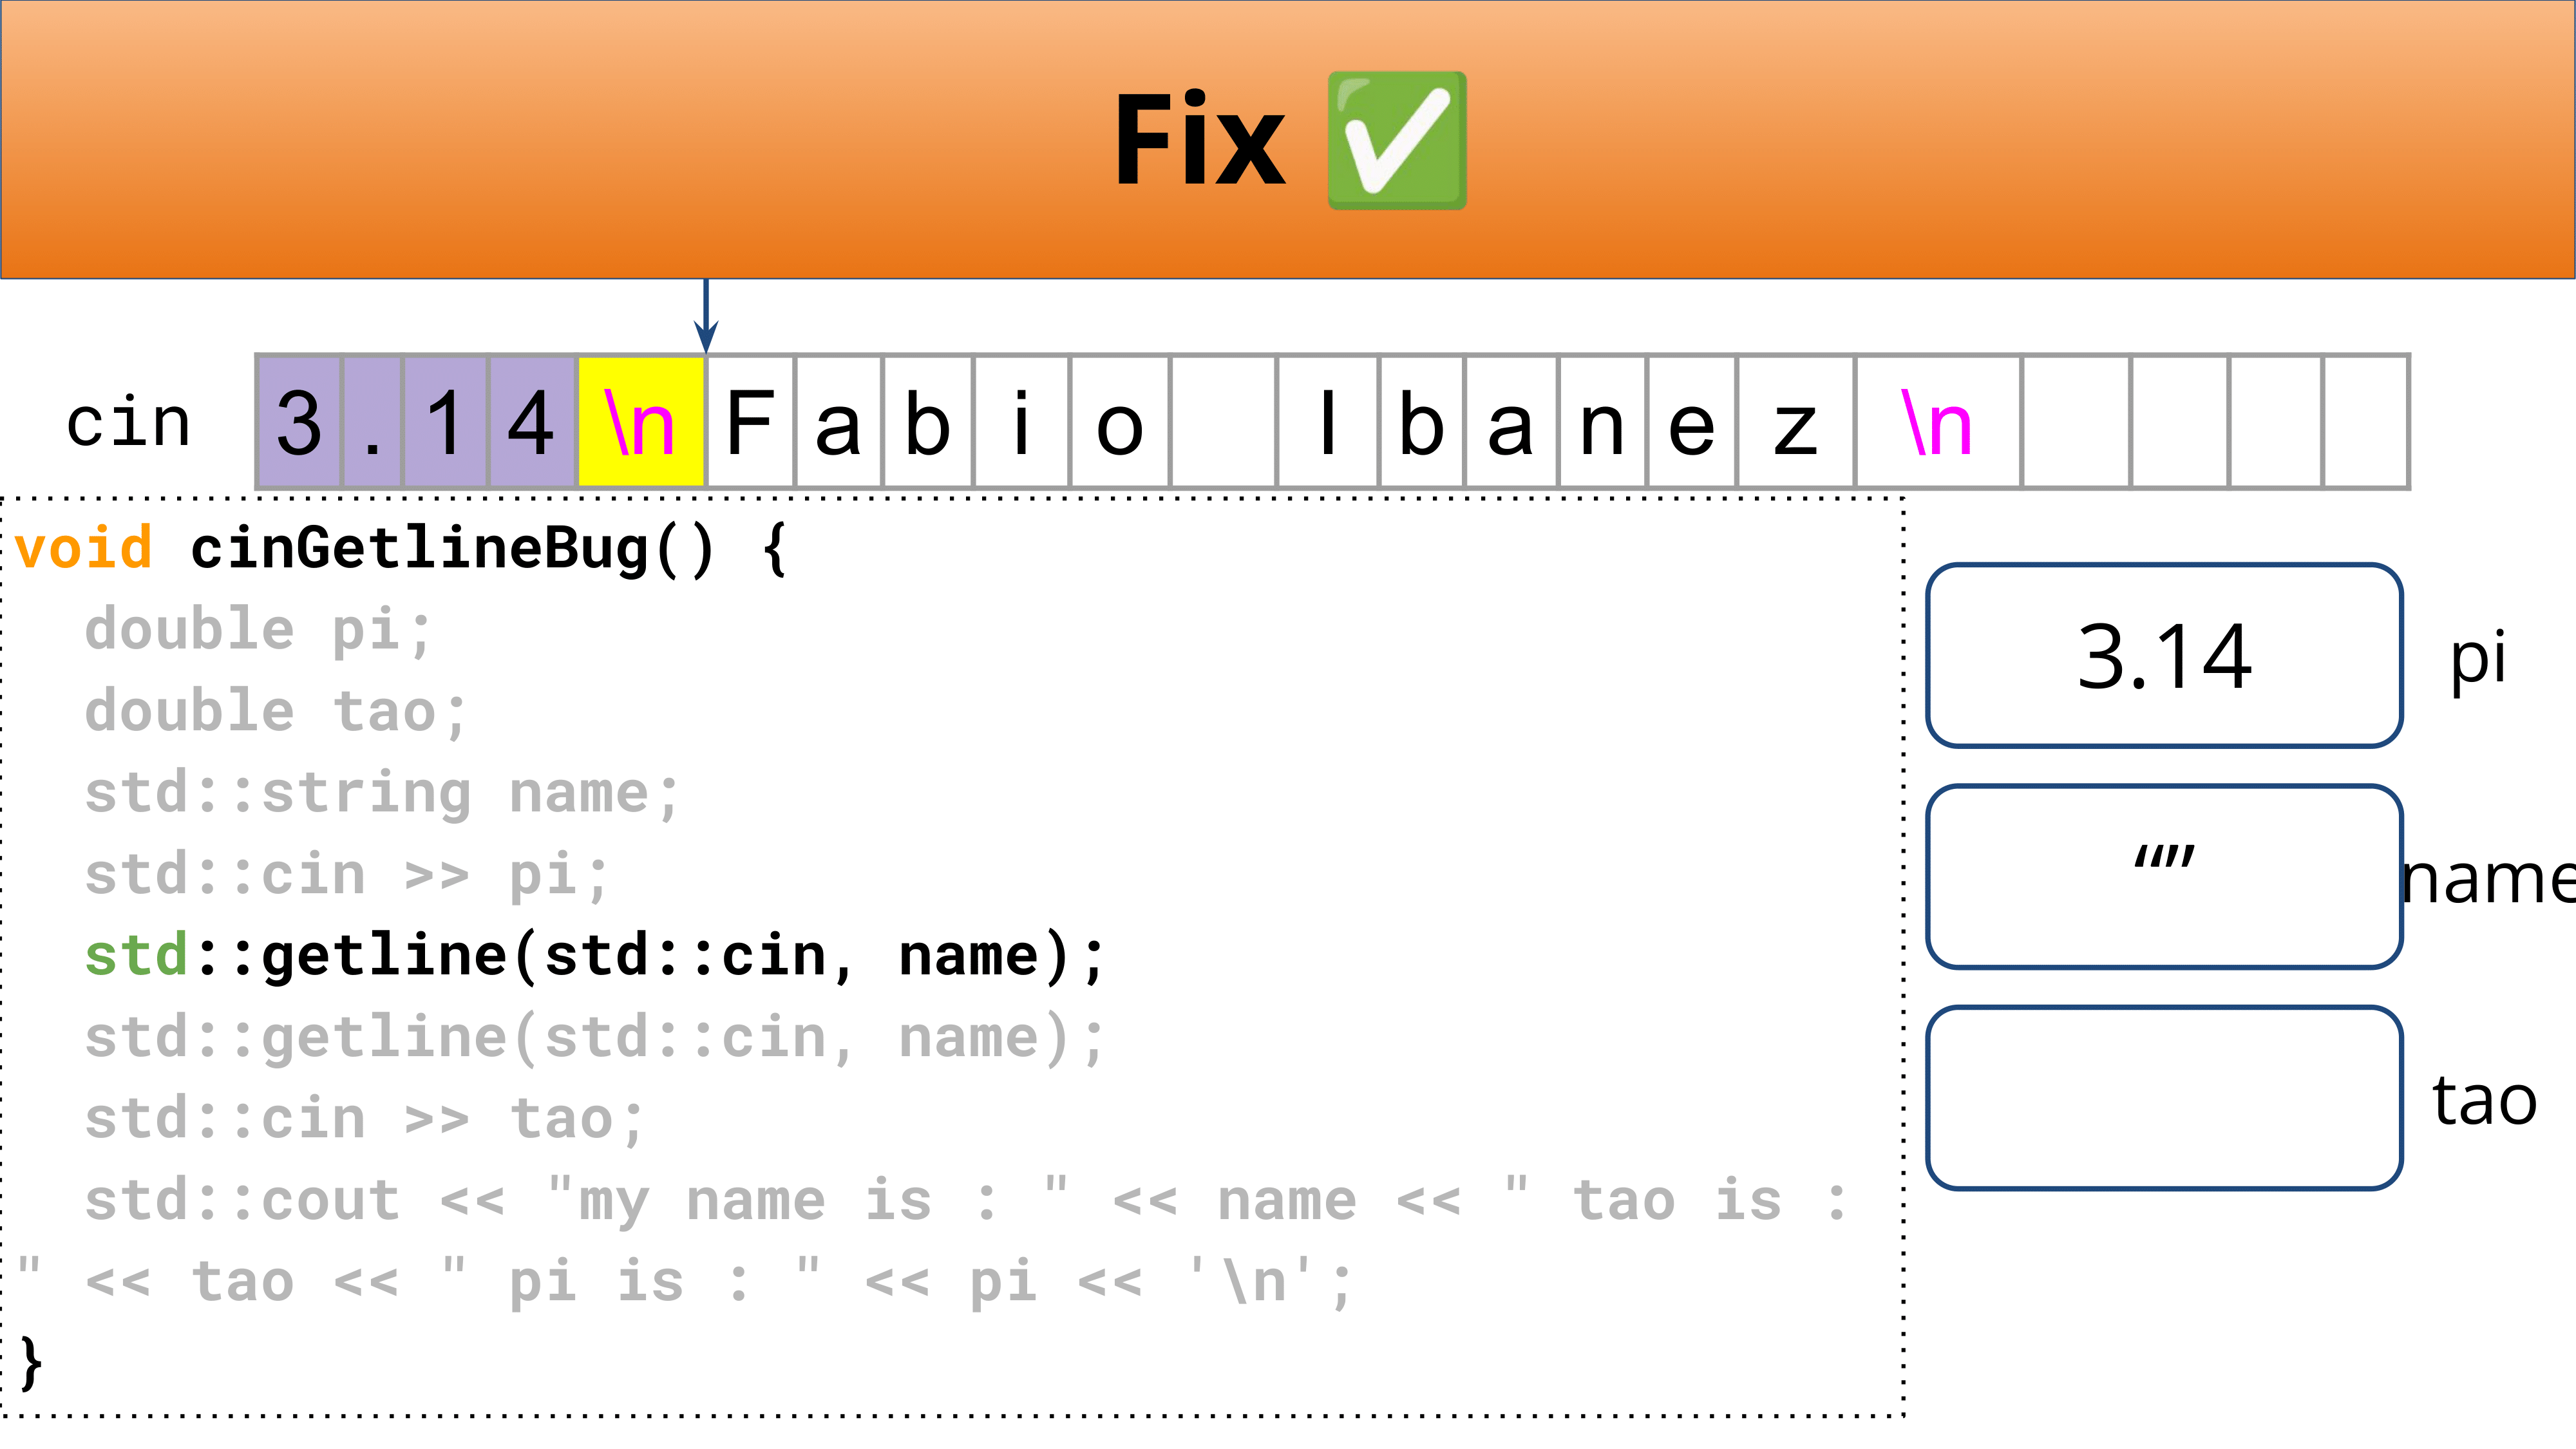 Fix ✅
cin 3 . 1 4 \n F a b i o I b a n e z \n
void cinGetlineBug() {
  double pi;
  double tao;
  std::string name;
  std::cin >> pi;
  std::getline(std::cin, name);
  std::getline(std::cin, name);
  std::cin >> tao;
  std::cout << "my name is : " << name << " tao is :
" << tao << " pi is : " << pi << '\n';
}
3.14 pi
“” name
tao